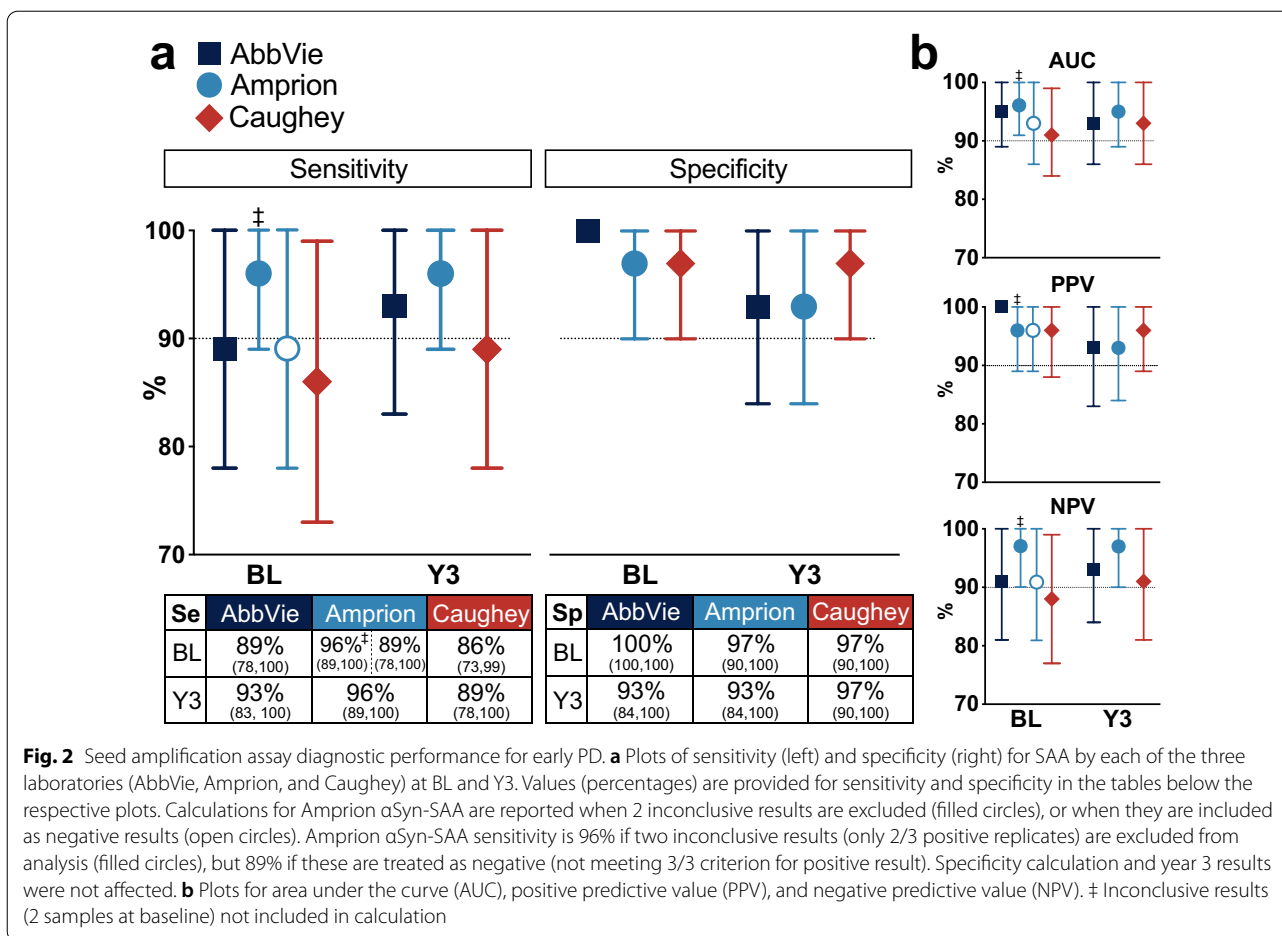 a
AbbVie
Amprion
Caughey
Sensitivity
Specificity
‡
100
90
%
80
70
BL
Y3
BL
Y3
Se AbbVie Amprion Caughey
BL 89% 96%‡ 89% 86%
(78,100) (89,100) (78,100) (73,99)
Y3 93% 96% 89%
(83, 100) (89,100) (78,100)
Sp AbbVie Amprion Caughey
BL 100% 97% 97%
(100,100) (90,100) (90,100)
Y3 93% 93% 97%
(84,100) (84,100) (90,100)
b
AUC
‡
100
90
%
80
70
PPV
‡
100
90
%
80
70
NPV
‡
100
90
%
80
70
BL
Y3
Fig. 2 Seed amplification assay diagnostic performance for early PD. a Plots of sensitivity (left) and specificity (right) for SAA by each of the three
laboratories (AbbVie, Amprion, and Caughey) at BL and Y3. Values (percentages) are provided for sensitivity and specificity in the tables below the
respective plots. Calculations for Amprion αSyn-SAA are reported when 2 inconclusive results are excluded (filled circles), or when they are included
as negative results (open circles). Amprion αSyn-SAA sensitivity is 96% if two inconclusive results (only 2/3 positive replicates) are excluded from
analysis (filled circles), but 89% if these are treated as negative (not meeting 3/3 criterion for positive result). Specificity calculation and year 3 results
were not affected. b Plots for area under the curve (AUC), positive predictive value (PPV), and negative predictive value (NPV). ‡ Inconclusive results
(2 samples at baseline) not included in calculation